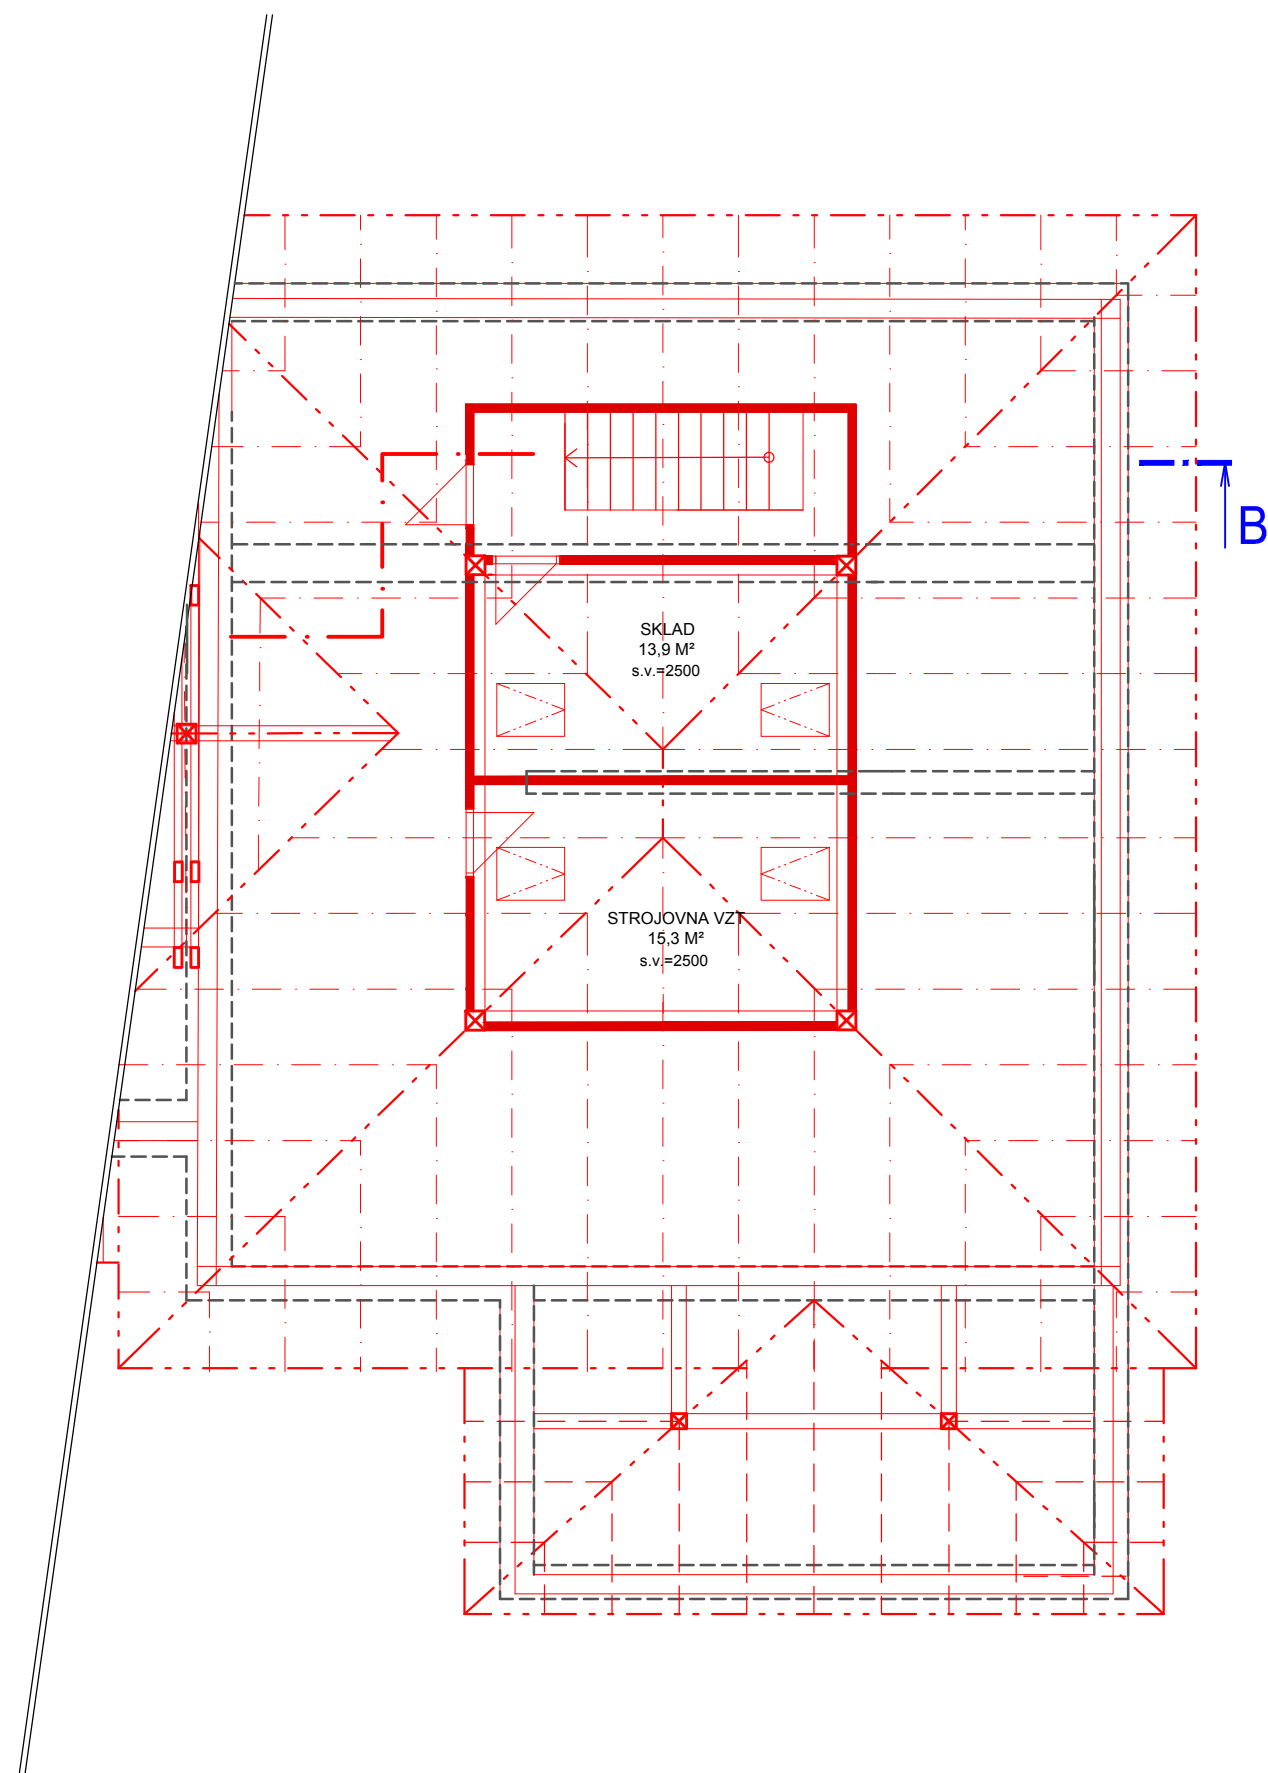 B
SKLAD
13,9 M²
s.v.=2500
STROJOVNA VZT
15,3 M²
s.v.=2500